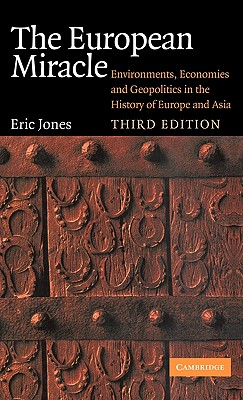 The European
Miracle
Environments, Economies
and Geopolitics in the
History of Europe and Asia
Eric Jones
THIRD EDITION
CAMBRIDGE